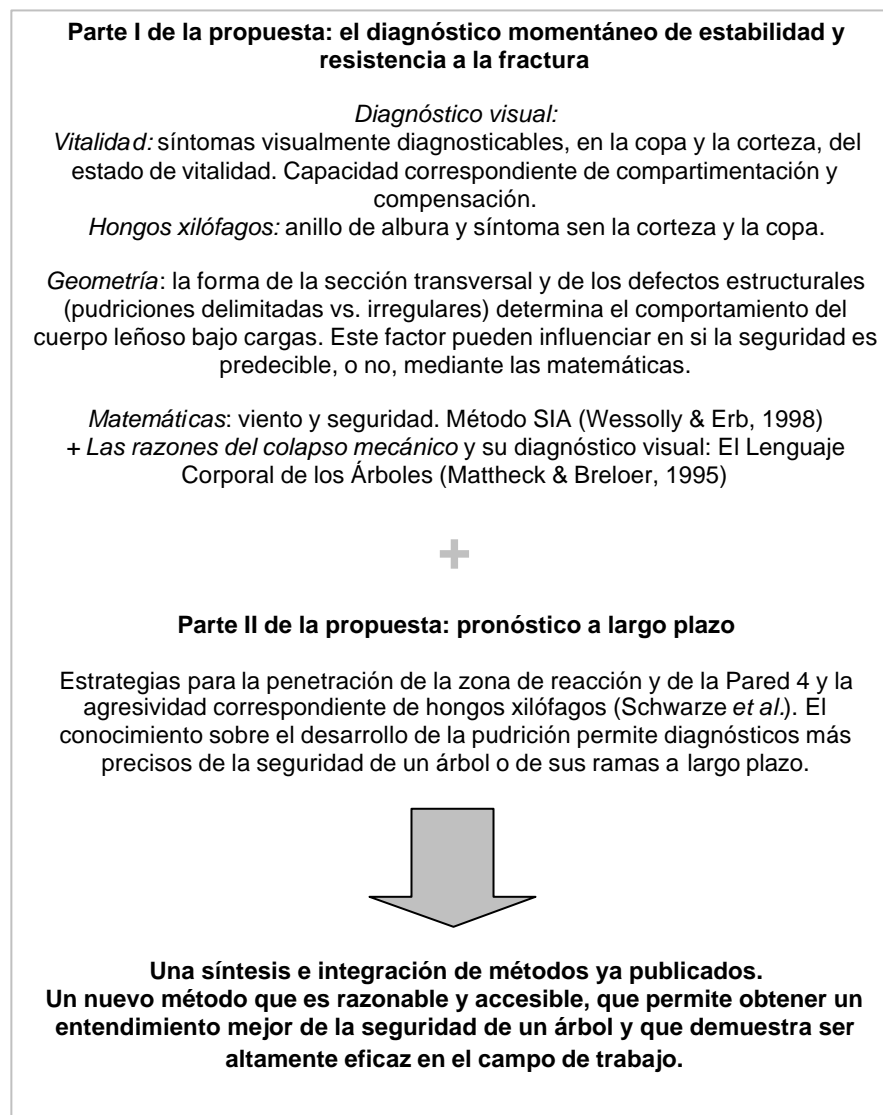 Parte I de la propuesta: el diagnóstico momentáneo de estabilidad y
resistencia a la fractura
Diagnóstico visual:
Vitalidad: síntomas visualmente diagnosticables, en la copa y la corteza, del
estado de vitalidad. Capacidad correspondiente de compartimentación y
compensación.
Hongos xilófagos: anillo de albura y síntoma sen la corteza y la copa.
Geometría: la forma de la sección transversal y de los defectos estructurales
(pudriciones delimitadas vs. irregulares) determina el comportamiento del
cuerpo leñoso bajo cargas. Este factor pueden influenciar en si la seguridad es
predecible, o no, mediante las matemáticas.
Matemáticas: viento y seguridad. Método SIA (Wessolly & Erb, 1998)
+ Las razones del colapso mecánico y su diagnóstico visual: El Lenguaje
Corporal de los Árboles (Mattheck & Breloer, 1995)
+
Parte II de la propuesta: pronóstico a largo plazo
Estrategias para la penetración de la zona de reacción y de la Pared 4 y la
agresividad correspondiente de hongos xilófagos (Schwarze et al.). El
conocimiento sobre el desarrollo de la pudrición permite diagnósticos más
precisos de la seguridad de un árbol o de sus ramas a largo plazo.
Una síntesis e integración de métodos ya publicados.
Un nuevo método que es razonable y accesible, que permite obtener un
entendimiento mejor de la seguridad de un árbol y que demuestra ser
altamente eficaz en el campo de trabajo.